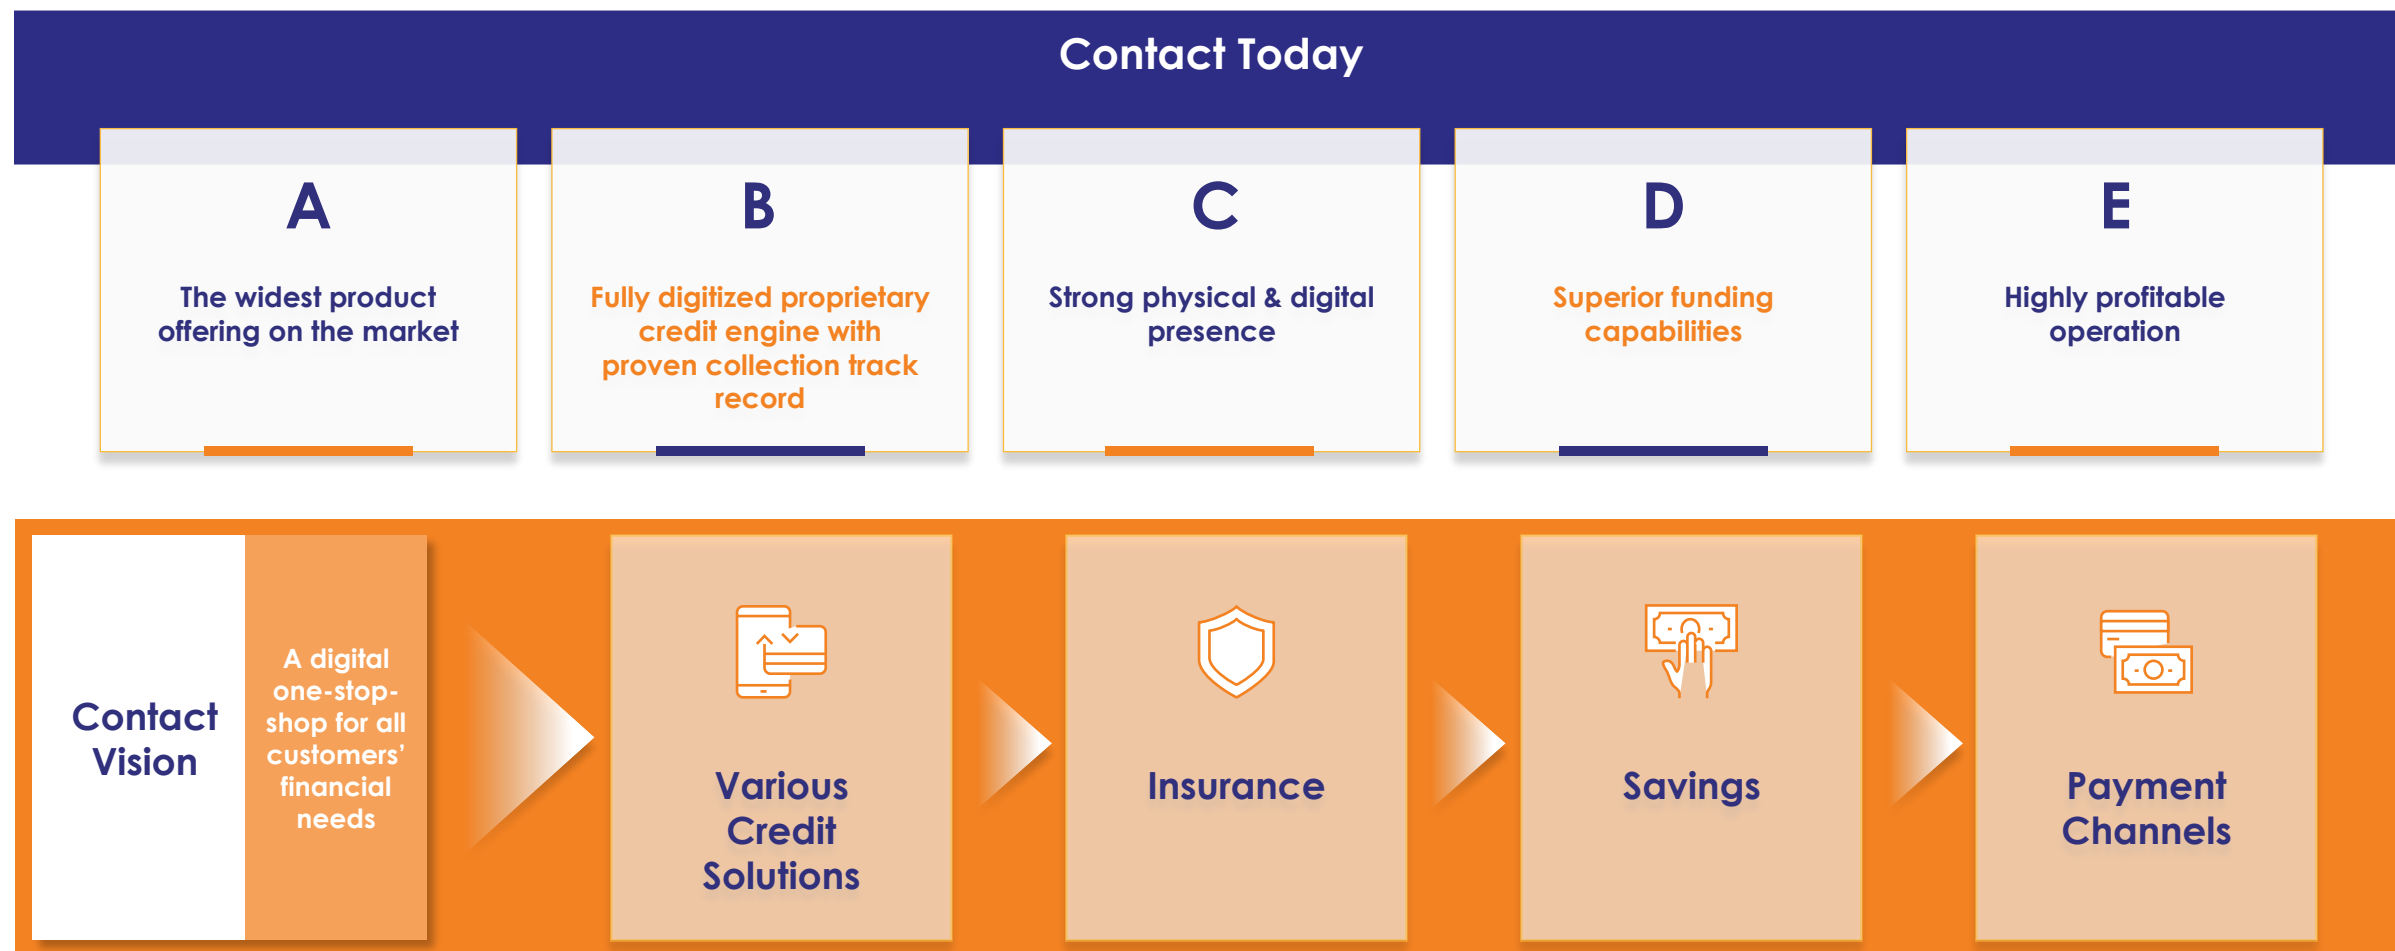 Contact Today
A
The widest product
offering on the market
B
Fully digitized proprietary
credit engine with
proven collection track
record
C
Strong physical & digital
presence
D
Superior funding
capabilities
E
Highly profitable
operation
Contact
Vision
A digital
one-stop-
shop for all
customers’
financial
needs
Various
Credit
Solutions
Insurance
Savings
Payment
Channels